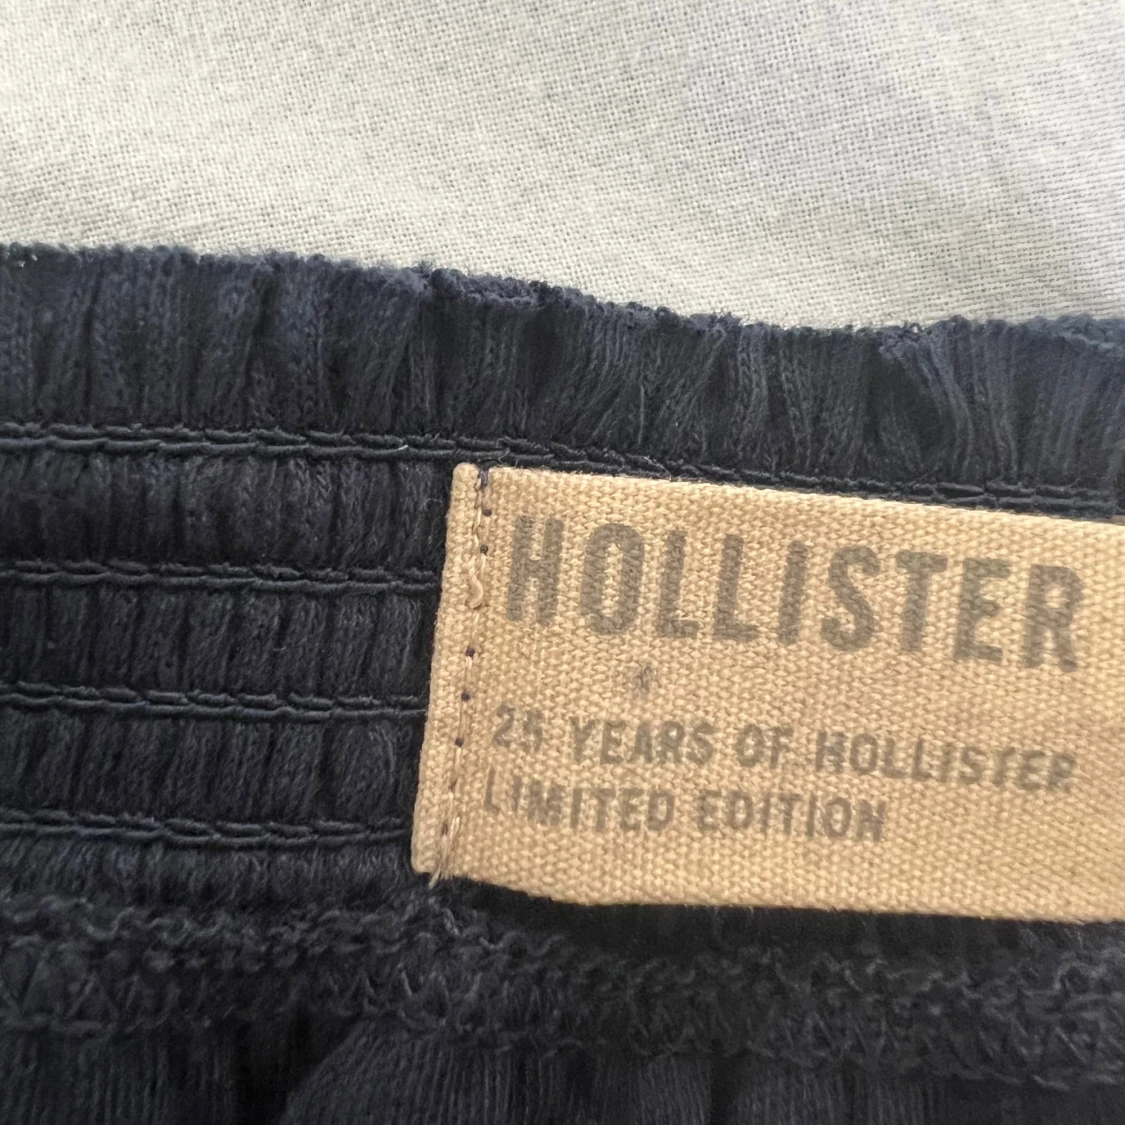 HOLLISTER
25 YEARS OF HOLLISTER
LIMITED EDITION